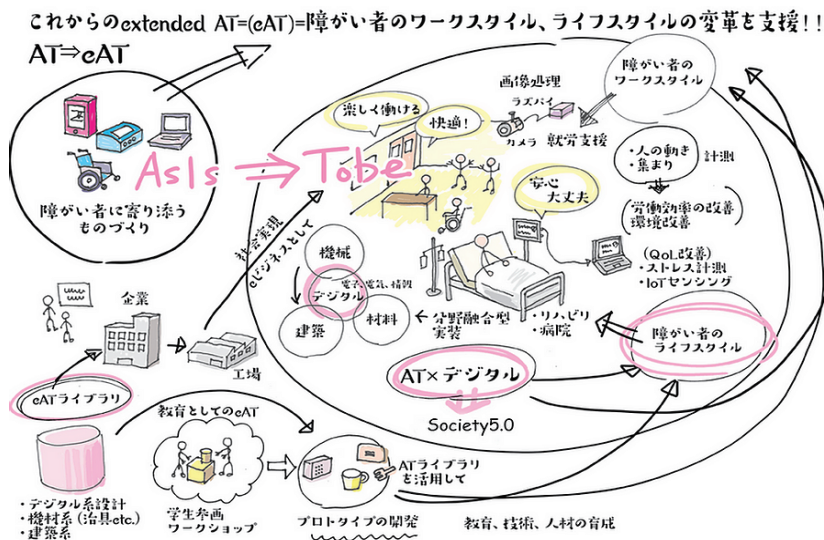 これからのextended AT=(eAT)=障がい者のワークスタイル、ライフスタイルの変革を支援!!
AT⇒eAT
AsIs ⇒ Tobe
障がい者に寄り添う
ものづくり
楽しく働ける
快適!
画像処理
ラズパイ
カメラ
就労支援
障がい者の
ワークスタイル
・人の動き
・集まり
計測
労働効率の改善
環境改善
安心
大丈夫
(QoL改善)
・ストレス計測
・IoTセンシング
社会実現
eビジネスとして
機械
電子、電気、情報
デジタル
建築
材料
←分野融合型
実装
・リハビリ
・病院
障がい者の
ライフスタイル
AT×デジタル
Society5.0
企業
工場
eATライブラリ
・デジタル系設計
・機材系(治具etc.)
・建築系
教育としてのeAT
学生参画
ワークショップ
プロトタイプの開発
ATライブラリ
を活用して
教育、技術、人材の育成